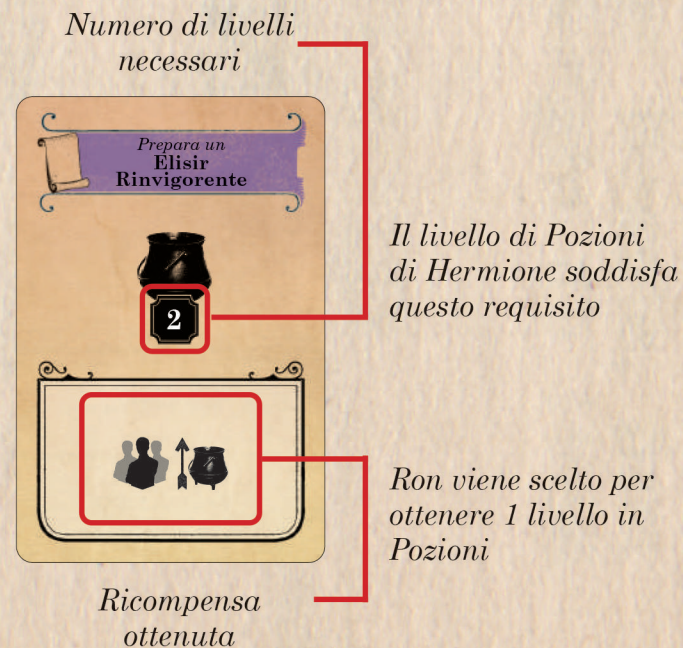 Numero di livelli
necessari
Prepara un
Elisir
Rinvigorente
2
Il livello di Pozioni
di Hermione soddisfa
questo requisito
Ron viene scelto per
ottenere 1 livello in
Pozioni
Ricompensa
ottenuta